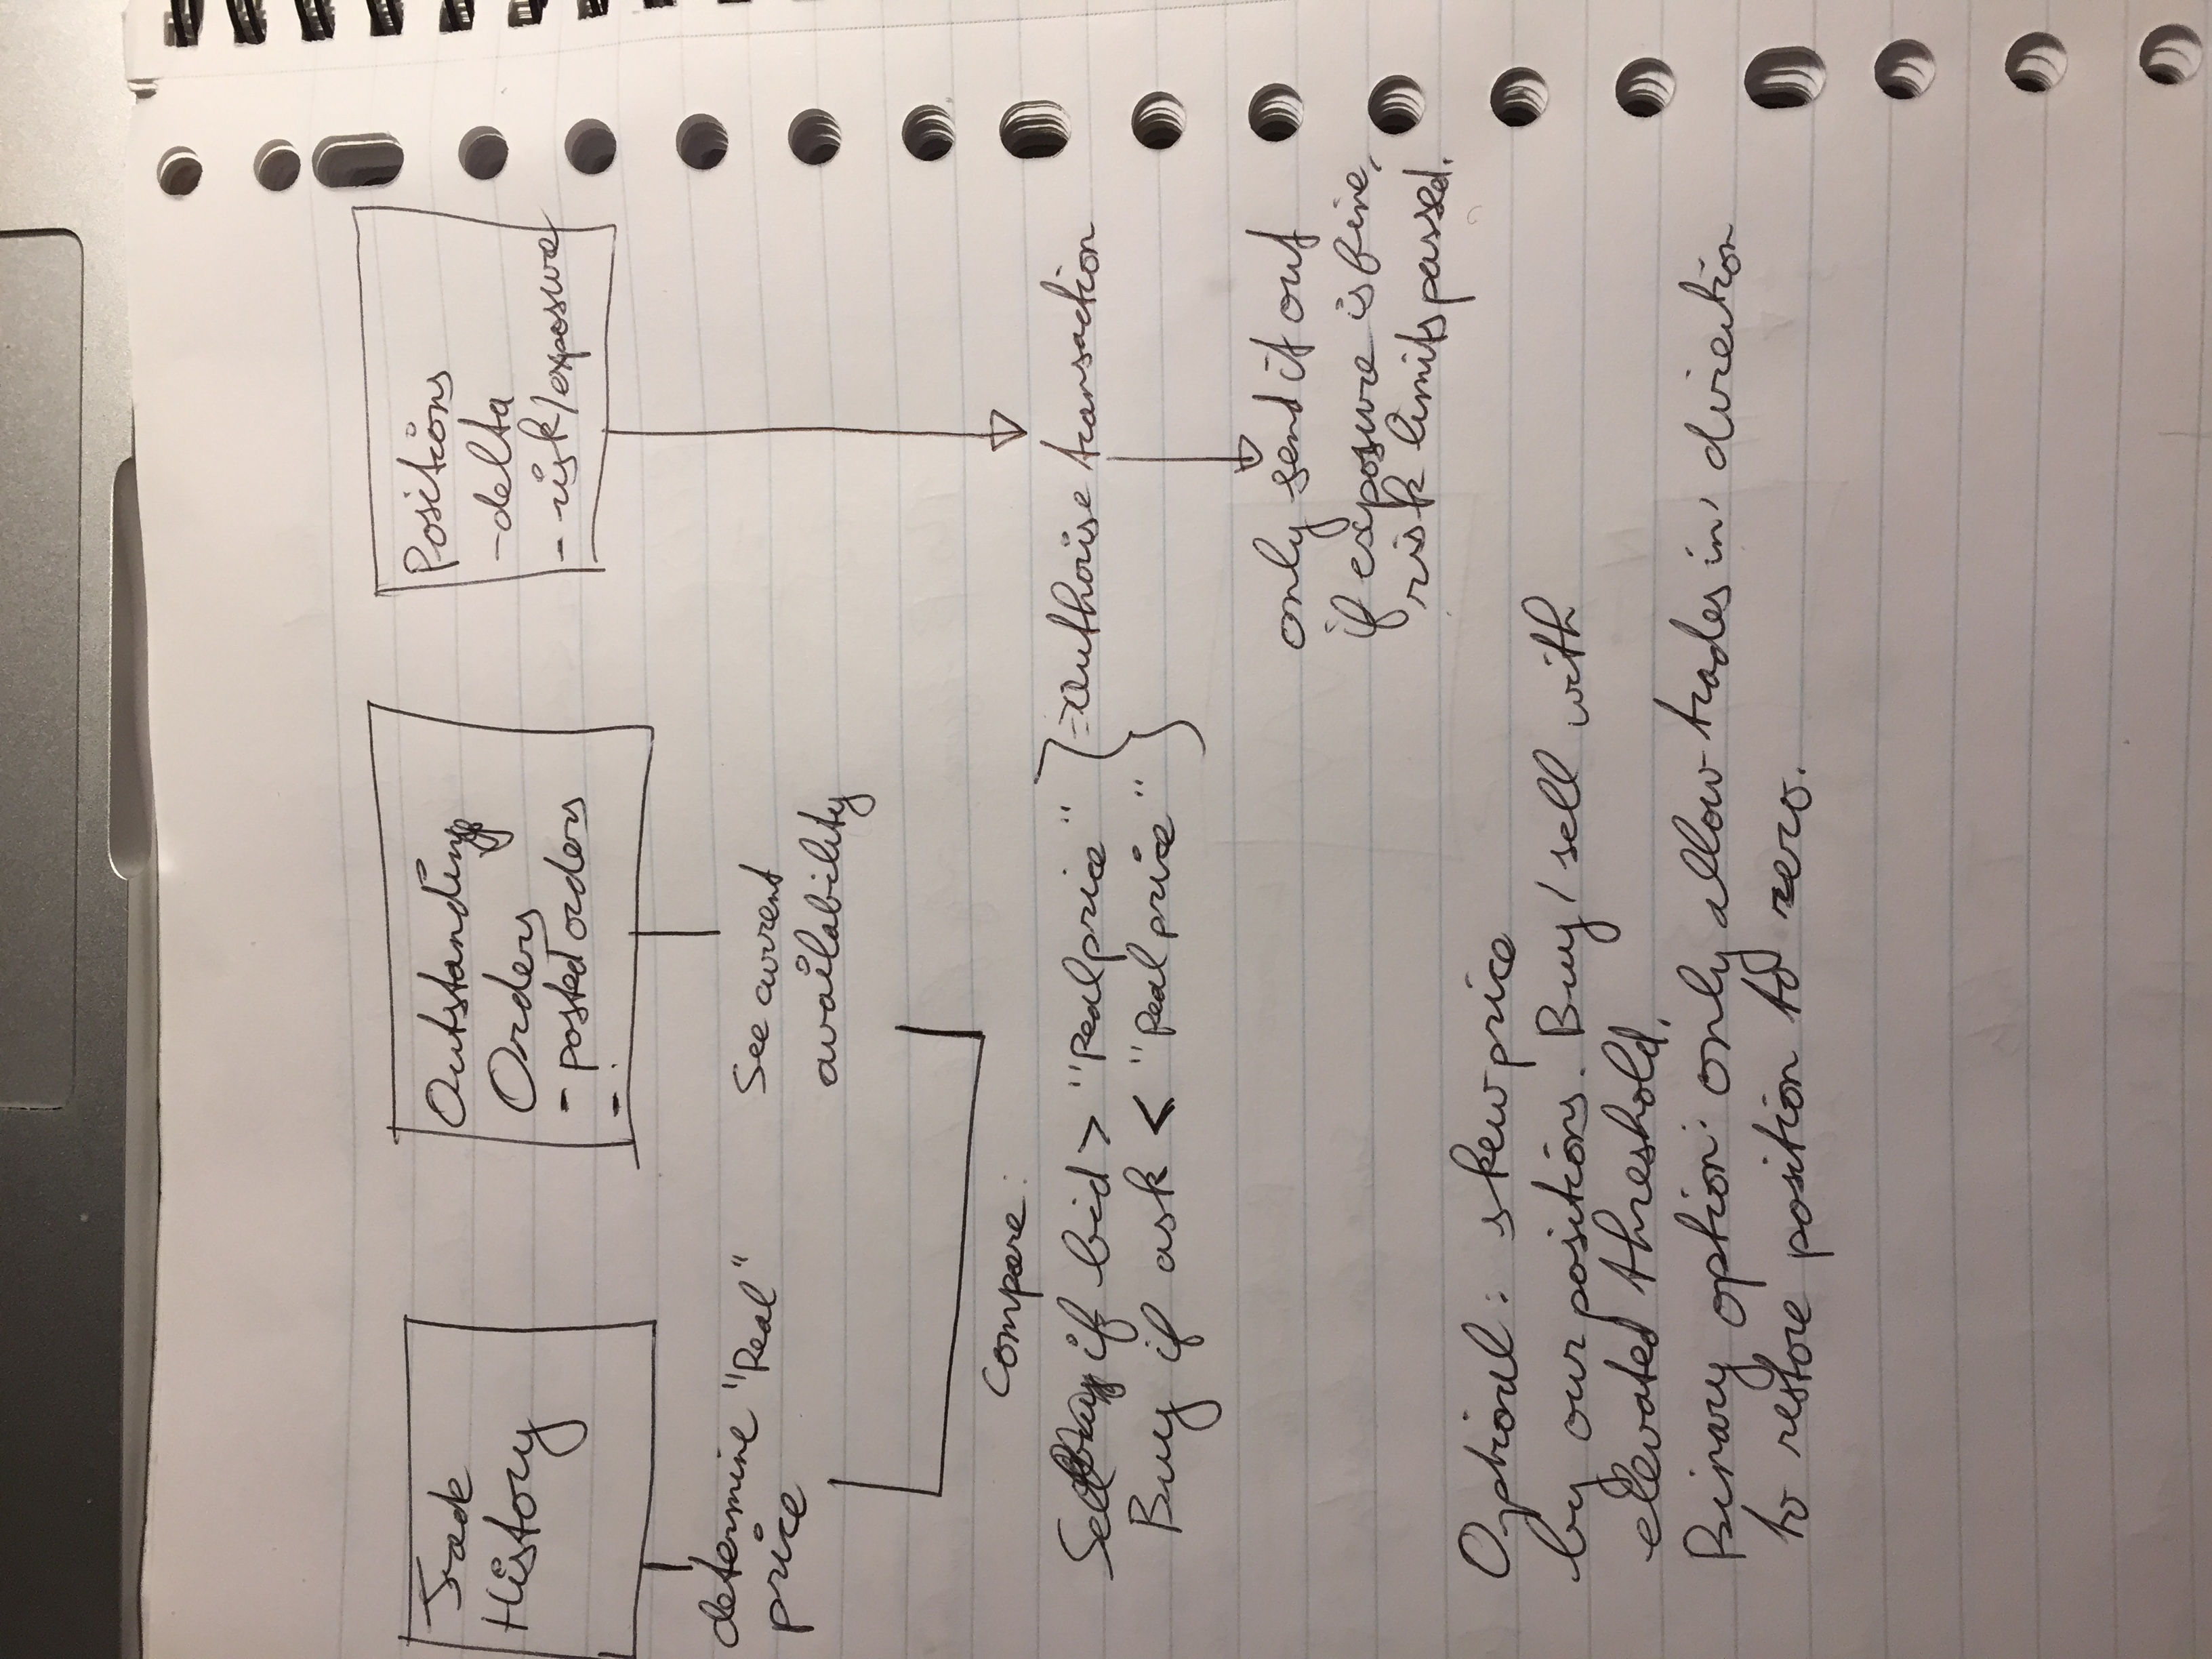 Trade
History
Outstanding
Orders
- posted orders
-
Positions
- delta
- risk/exposure
determine "Real"
price
See current
availability
Compare:
Sell if bid > "Real price"
Buy if ask < "Real price"
Authorise transaction
only send it out
if exposure is fine,
risk limits passed.
Optional: skew price
by our positions. Buy/sell with
elevated threshold.
Binary option: only allow trades in direction
to restore position to zero.